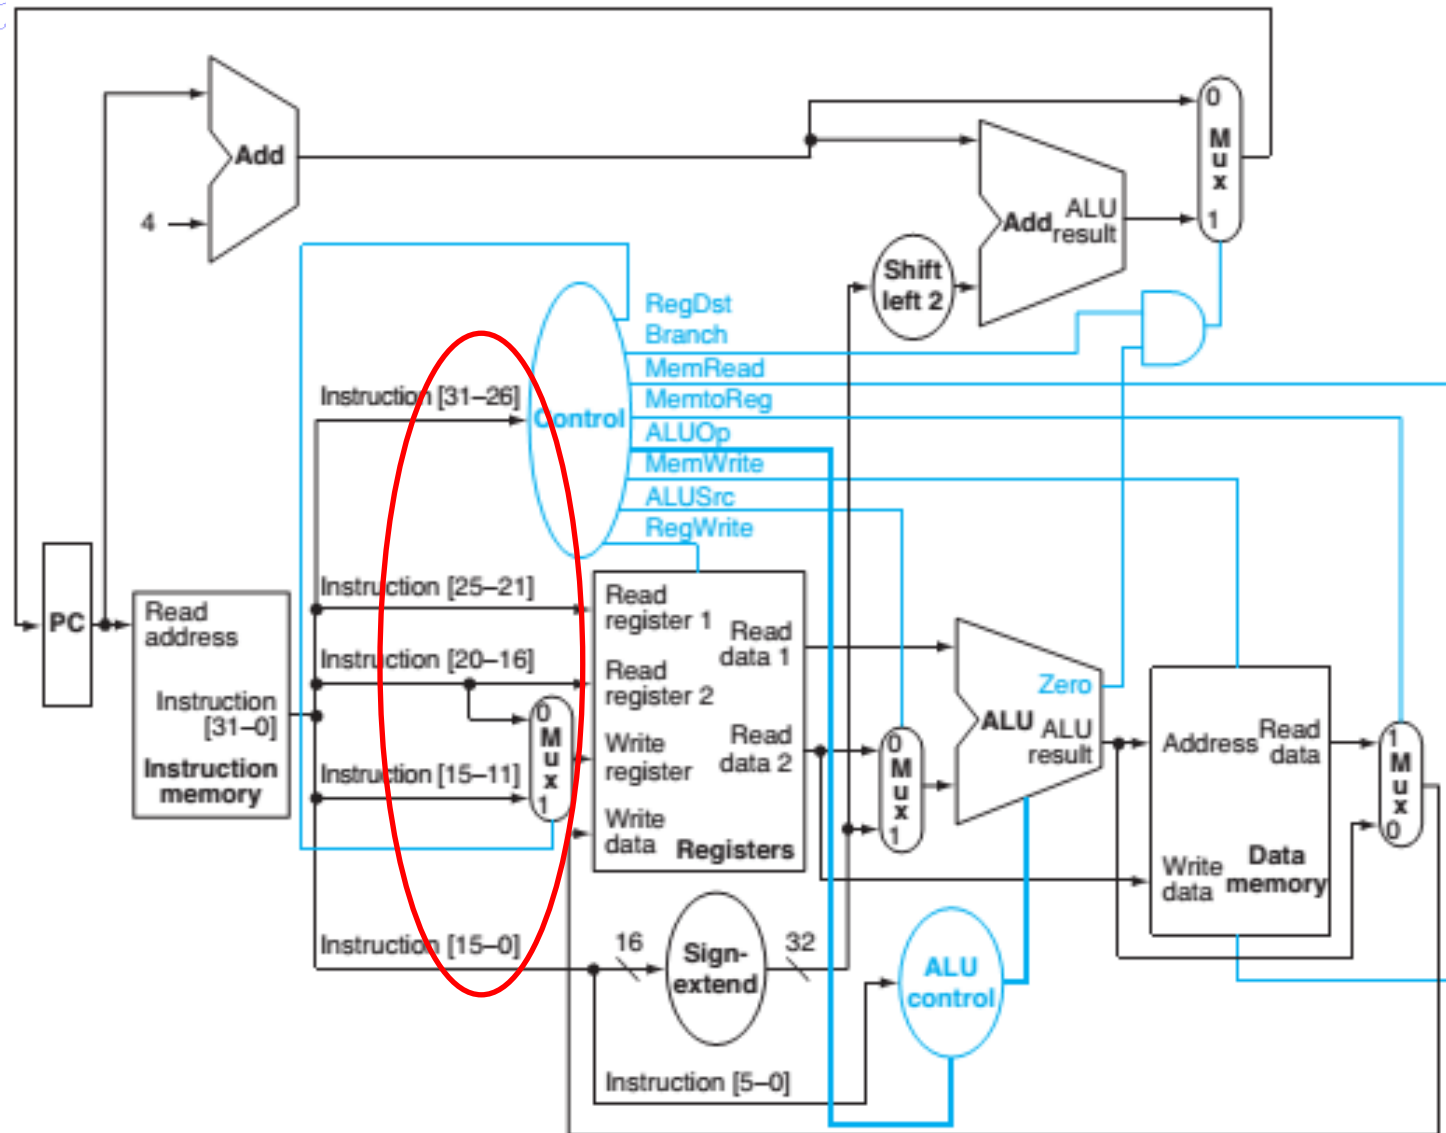 Add
4
0
M
u
x
1
Add
ALU
result
Shift
left 2
RegDst
Branch
MemRead
MemtoReg
ALUOp
MemWrite
ALUSrc
RegWrite
Control
Instruction [31–26]
Instruction [25–21]
Instruction [20–16]
Instruction [15–11]
Instruction [15–0]
PC
Read
address
Instruction
[31–0]
Instruction
memory
0
M
u
x
1
Read
register 1
Read
register 2
Write
register
Write
data
Read
data 1
Read
data 2
Registers
0
M
u
x
1
Zero
ALU
ALU
result
Address
Read
data
Write
data
Data
memory
1
M
u
x
0
16
Sign-
extend
32
ALU
control
Instruction [5–0]